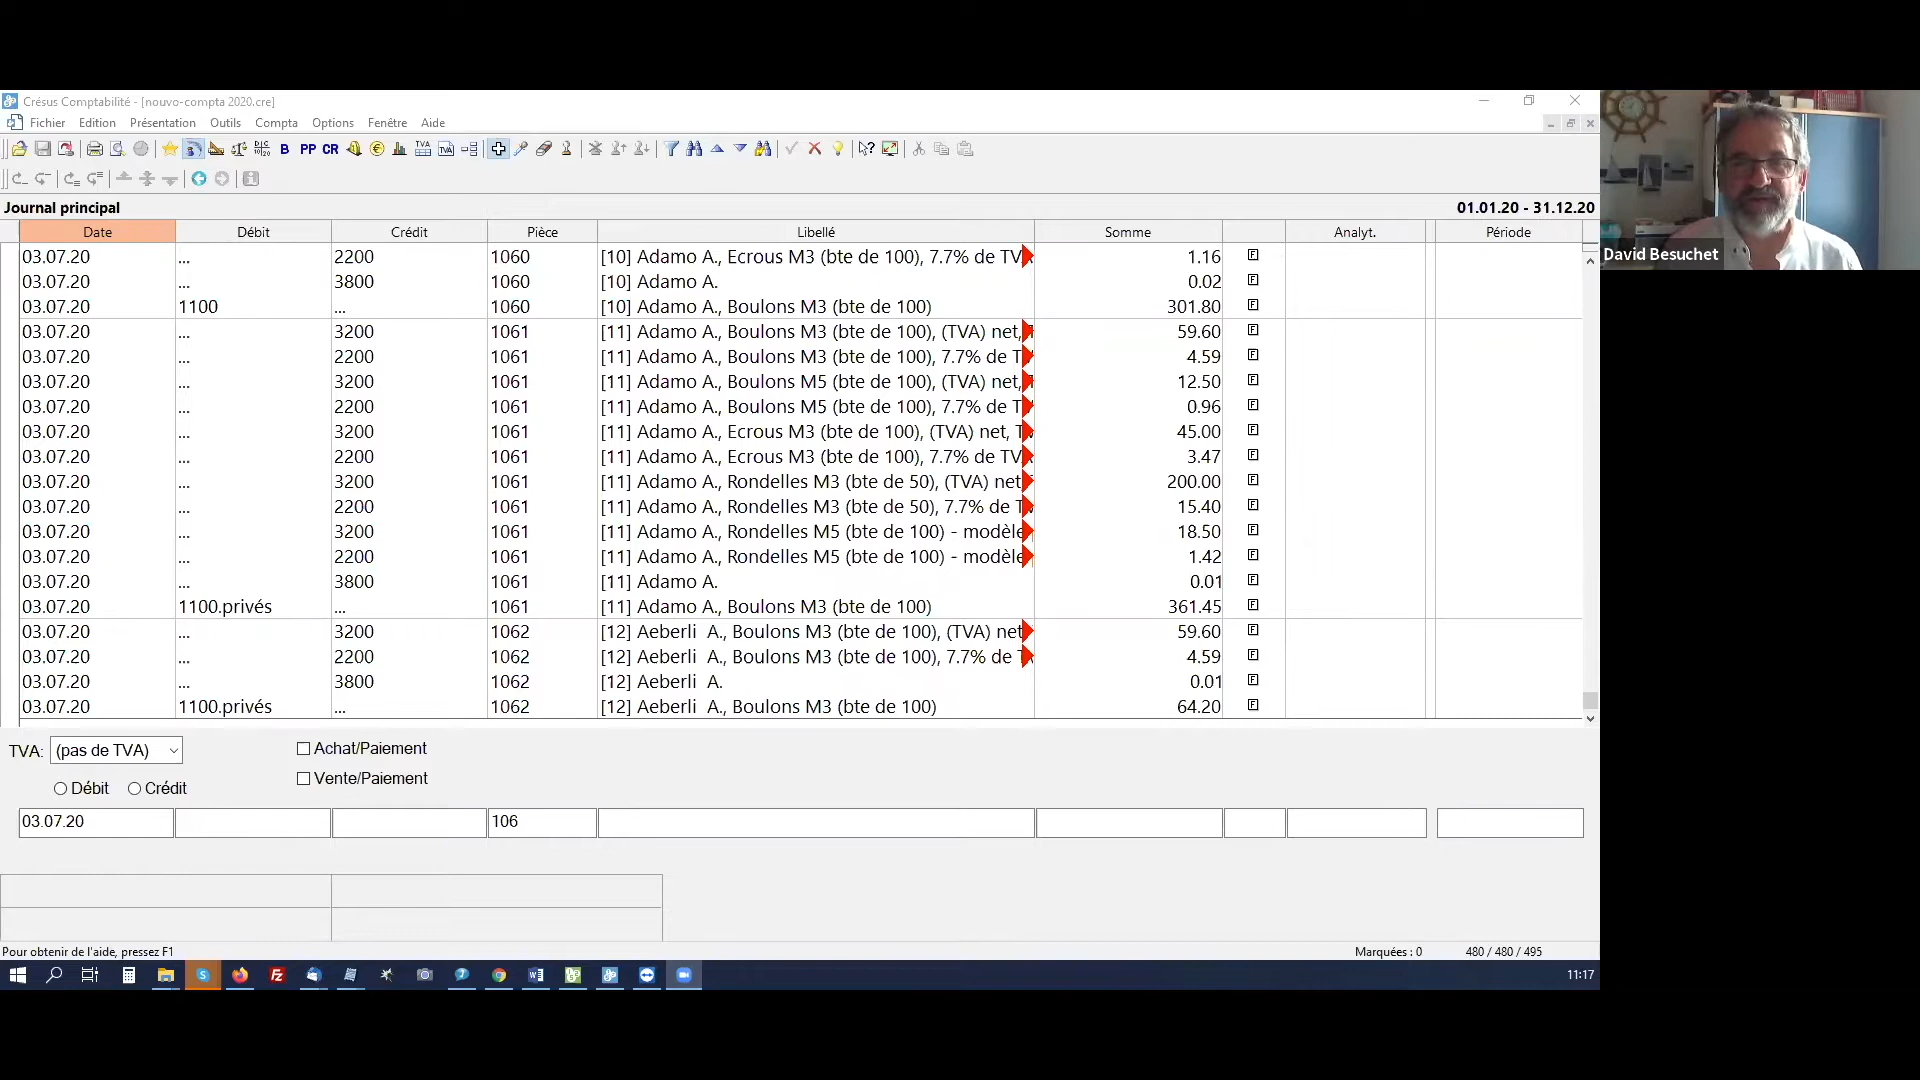 Crésus Comptabilité - [nouvo-compta 2020.cre]
Fichier Edition Présentation Outils Compta Options Fenêtre Aide
B PP CR TVA TVA
Journal principal 01.01.20 - 31.12.20
Date Débit Crédit Pièce Libellé Somme Analyt. Période
03.07.20 ... 2200 1060 [10] Adamo A., Ecrous M3 (bte de 100), 7.7% de TVA 1.16 F
03.07.20 ... 3800 1060 [10] Adamo A. 0.02 F
03.07.20 1100 ... 1060 [10] Adamo A., Boulons M3 (bte de 100) 301.80 F
03.07.20 ... 3200 1061 [11] Adamo A., Boulons M3 (bte de 100), (TVA) net, 59.60 F
03.07.20 ... 2200 1061 [11] Adamo A., Boulons M3 (bte de 100), 7.7% de T 4.59 F
03.07.20 ... 3200 1061 [11] Adamo A., Boulons M5 (bte de 100), (TVA) net, 12.50 F
03.07.20 ... 2200 1061 [11] Adamo A., Boulons M5 (bte de 100), 7.7% de T 0.96 F
03.07.20 ... 3200 1061 [11] Adamo A., Ecrous M3 (bte de 100), (TVA) net, T 45.00 F
03.07.20 ... 2200 1061 [11] Adamo A., Ecrous M3 (bte de 100), 7.7% de TVA 3.47 F
03.07.20 ... 3200 1061 [11] Adamo A., Rondelles M3 (bte de 50), (TVA) net 200.00 F
03.07.20 ... 2200 1061 [11] Adamo A., Rondelles M3 (bte de 50), 7.7% de T 15.40 F
03.07.20 ... 3200 1061 [11] Adamo A., Rondelles M5 (bte de 100) - modèle 18.50 F
03.07.20 ... 2200 1061 [11] Adamo A., Rondelles M5 (bte de 100) - modèle 1.42 F
03.07.20 ... 3800 1061 [11] Adamo A. 0.01 F
03.07.20 1100.privés ... 1061 [11] Adamo A., Boulons M3 (bte de 100) 361.45 F
03.07.20 ... 3200 1062 [12] Aeberli A., Boulons M3 (bte de 100), (TVA) net 59.60 F
03.07.20 ... 2200 1062 [12] Aeberli A., Boulons M3 (bte de 100), 7.7% de T 4.59 F
03.07.20 ... 3800 1062 [12] Aeberli A. 0.01 F
03.07.20 1100.privés ... 1062 [12] Aeberli A., Boulons M3 (bte de 100) 64.20 F
TVA: (pas de TVA) Achat/Paiement
Débit Crédit Vente/Paiement
03.07.20 106
Pour obtenir de l'aide, pressez F1 Marquées : 0 480 / 480 / 495
11:17
David Besuchet